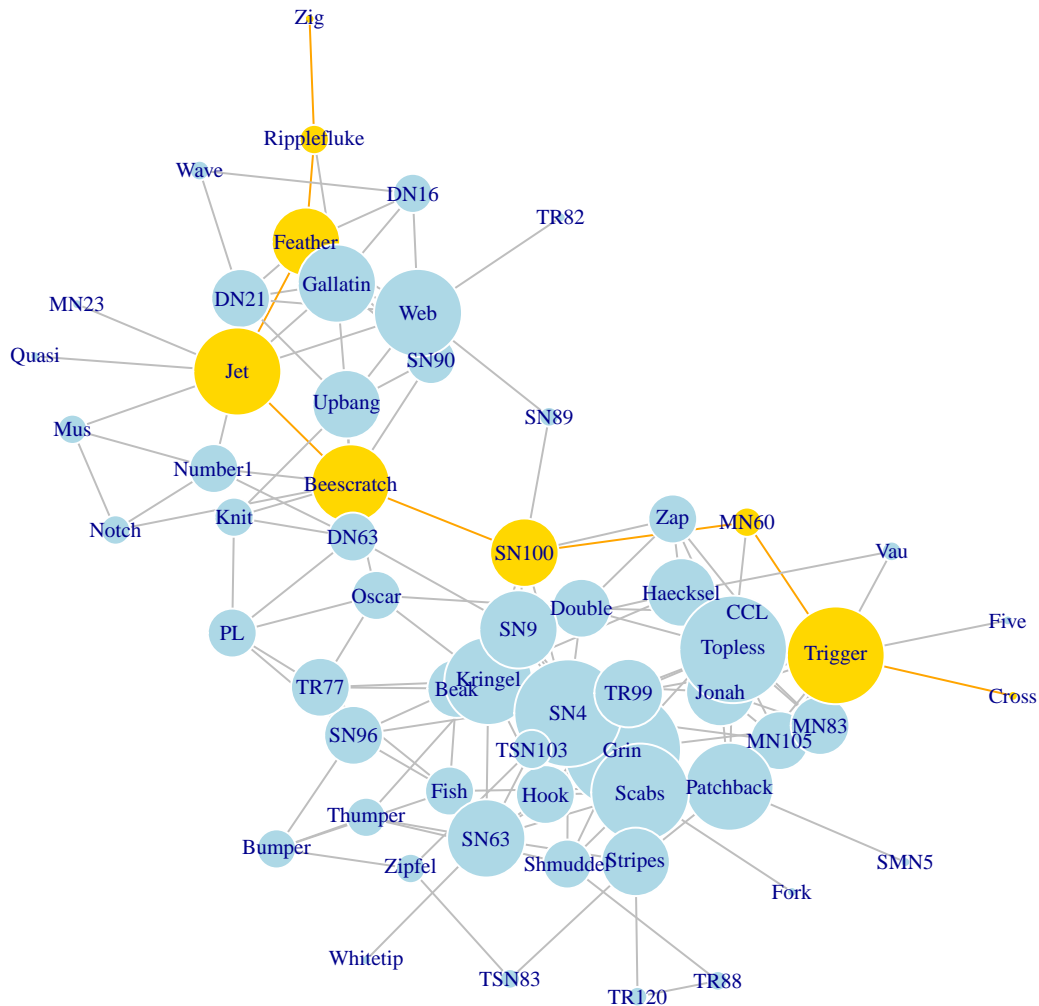 Zig
Ripplefluke
Wave
DN16
TR82
Feather
Gallatin
DN21
MN23
Web
Quasi
SN90
Jet
Upbang
SN89
Mus
Number1
Beescratch
Knit
Zap
MN60
Notch
DN63
SN100
Vau
Oscar
Double
Haecksel
CCL
Five
PL
SN9
Topless
Trigger
TR77
Beak
Kringel
TR99
Jonah
Cross
SN96
SN4
MN83
TSN103
Grin
MN105
Fish
Hook
Scabs
Patchback
Thumper
SN63
Bumper
Zipfel
Shmuddel
Stripes
SMN5
Fork
Whitetip
TSN83
TR88
TR120